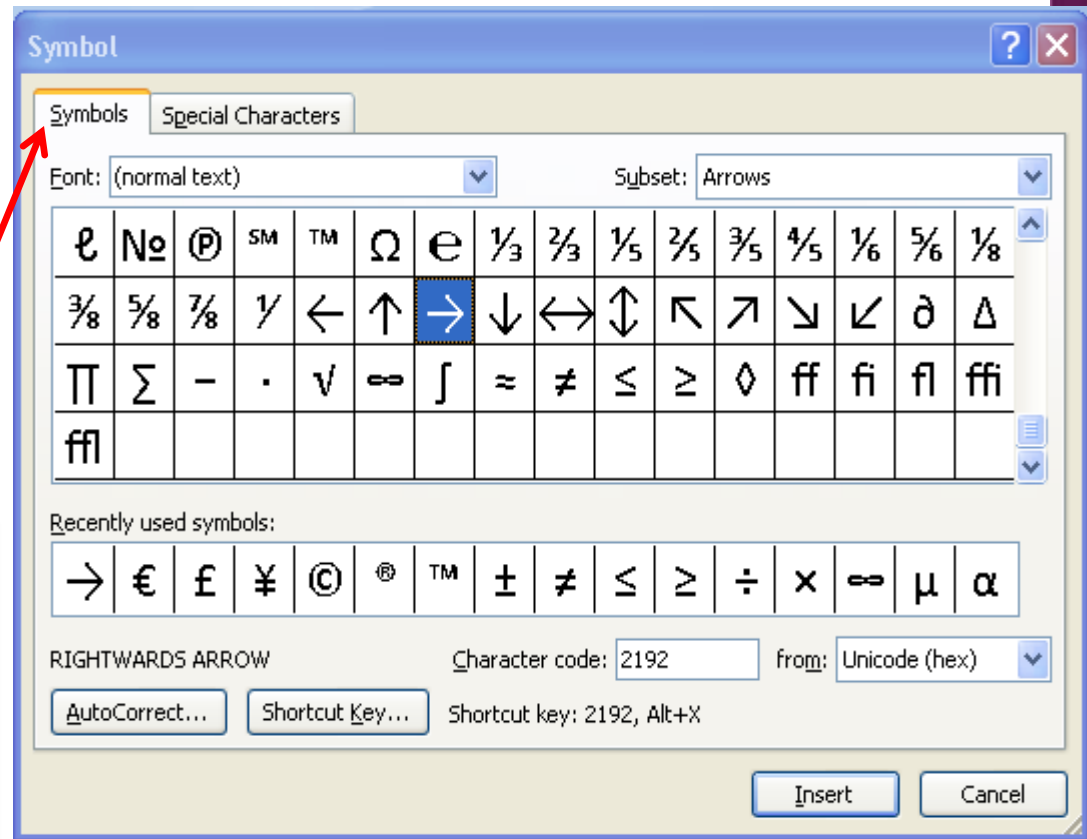 Symbol
Symbols Special Characters
Font: (normal text) Subset: Arrows
ℓ № ℗ ℠ ™ Ω ℮ ⅓ ⅔ ⅕ ⅖ ⅗ ⅘ ⅙ ⅚ ⅛
⅜ ⅝ ⅞ ⅟ ← ↑ → ↓ ↔ ↕ ↖ ↗ ↘ ↙ ∂ ∆
∏ ∑ − ∙ √ ∞ ∫ ≈ ≠ ≤ ≥ ◊ ff fi fl ffi
ffl
Recently used symbols:
→ € £ ¥ © ® ™ ± ≠ ≤ ≥ ÷ × ∞ µ α
RIGHTWARDS ARROW Character code: 2192 from: Unicode (hex)
AutoCorrect... Shortcut Key... Shortcut key: 2192, Alt+X
Insert Cancel